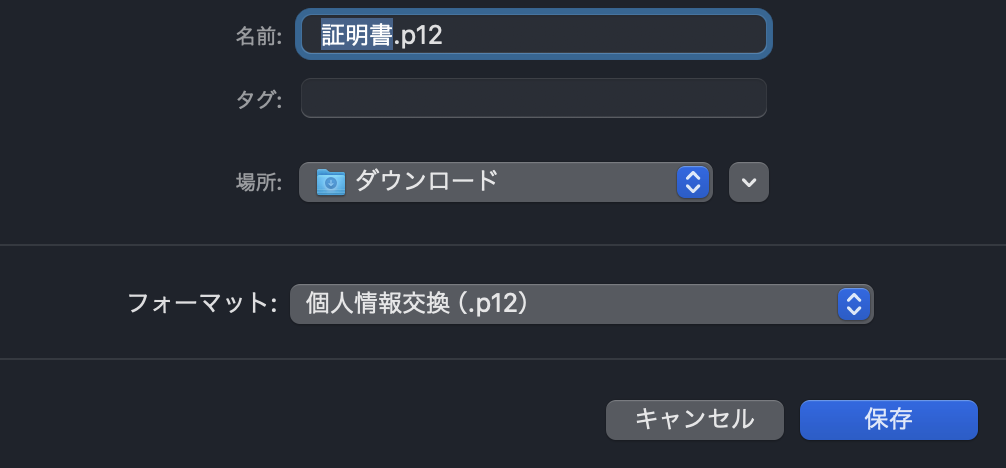 名前: 証明書.p12
タグ:
場所: ダウンロード
フォーマット: 個人情報交換 (.p12)
キャンセル 保存